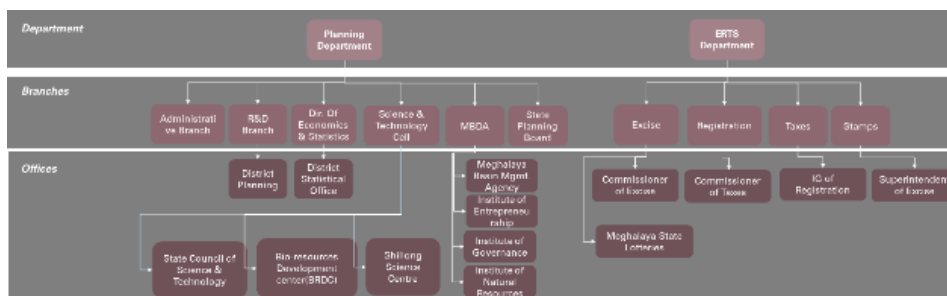 Department
Planning
Department
ERTS
Department
Branches
Administrati
ve Branch
R&D
Branch
Dir. Of
Economics
& Statistics
Science &
Technology
Cell
MBDA
State
Planning
Board
Excise
Registration
Taxes
Stamps
Offices
District
Planning
District
Statistical
Office
Meghalaya
Basin Mgmt.
Agency
Institute of
Entrepreneu
rship
Institute of
Governance
Institute of
Natural
Resources
Commissioner
of Excise
Commissioner
of Taxes
IG of
Registration
Superintendent
of Excise
Meghalaya State
Lotteries
State Council of
Science &
Technology
Bio-resources
Development
center(BRDC)
Shillong
Science
Centre